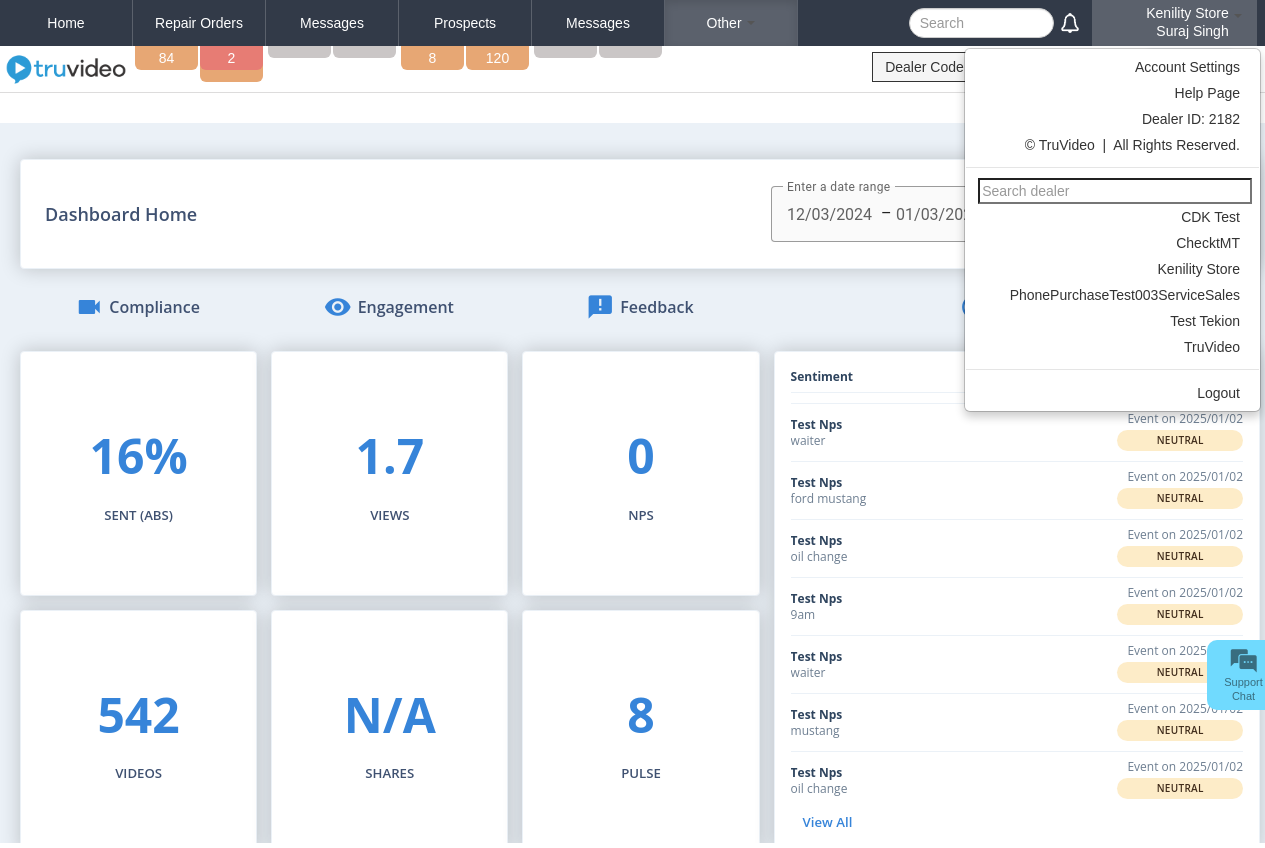 Home
Repair Orders
Messages
Prospects
Messages
Other
Search
Kenility Store
Suraj Singh
truvideo
84
2
8
120
Dealer Code
Account Settings
Help Page
Dealer ID: 2182
© TruVideo | All Rights Reserved.
Search dealer
CDK Test
ChecktMT
Kenility Store
PhonePurchaseTest003ServiceSales
Test Tekion
TruVideo
Logout
Dashboard Home
Enter a date range
12/03/2024 – 01/03/202
Compliance
Engagement
Feedback
16%
SENT (ABS)
1.7
VIEWS
0
NPS
542
VIDEOS
N/A
SHARES
8
PULSE
Sentiment
Test Nps
waiter
Event on 2025/01/02
NEUTRAL
Test Nps
ford mustang
Event on 2025/01/02
NEUTRAL
Test Nps
oil change
Event on 2025/01/02
NEUTRAL
Test Nps
9am
Event on 2025/01/02
NEUTRAL
Test Nps
waiter
Event on 2025
NEUTRAL
Test Nps
mustang
Event on 2025/01/02
NEUTRAL
Test Nps
oil change
Event on 2025/01/02
NEUTRAL
View All
Support
Chat